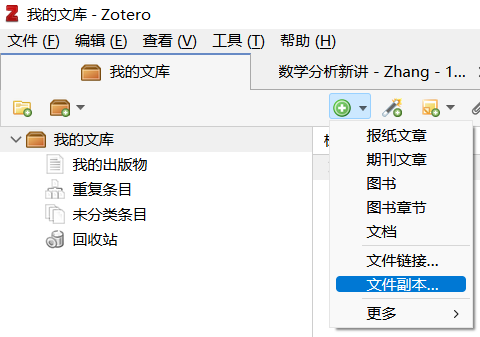 我的文库 - Zotero
文件 (F) 编辑 (E) 查看 (V) 工具 (T) 帮助 (H)
我的文库 数学分析新讲 - Zhang - 1...
我的文库
我的出版物
重复条目
未分类条目
回收站
报纸文章
期刊文章
图书
图书章节
文档
文件链接...
文件副本...
更多